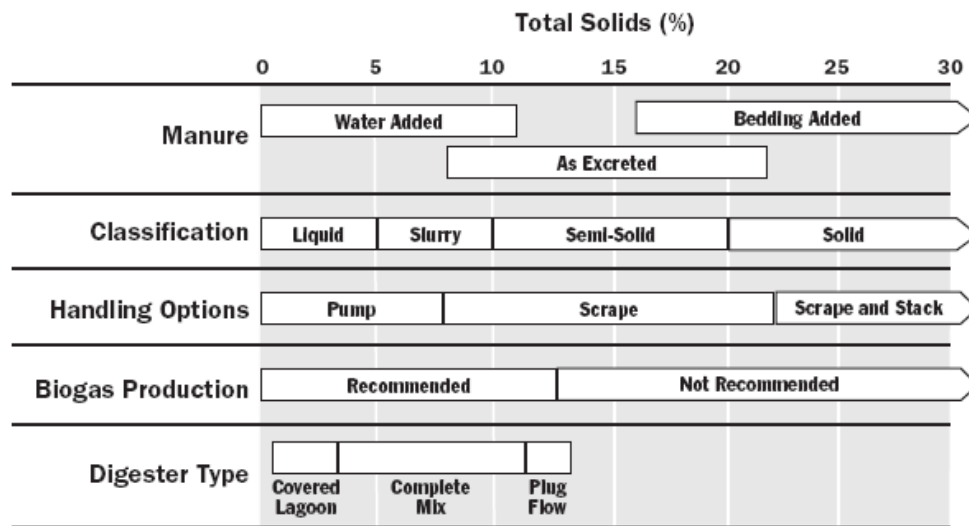 Total Solids (%)
0 5 10 15 20 25 30
Manure
Water Added
Bedding Added
As Excreted
Classification
Liquid
Slurry
Semi-Solid
Solid
Handling Options
Pump
Scrape
Scrape and Stack
Biogas Production
Recommended
Not Recommended
Digester Type
Covered
Lagoon
Complete
Mix
Plug
Flow